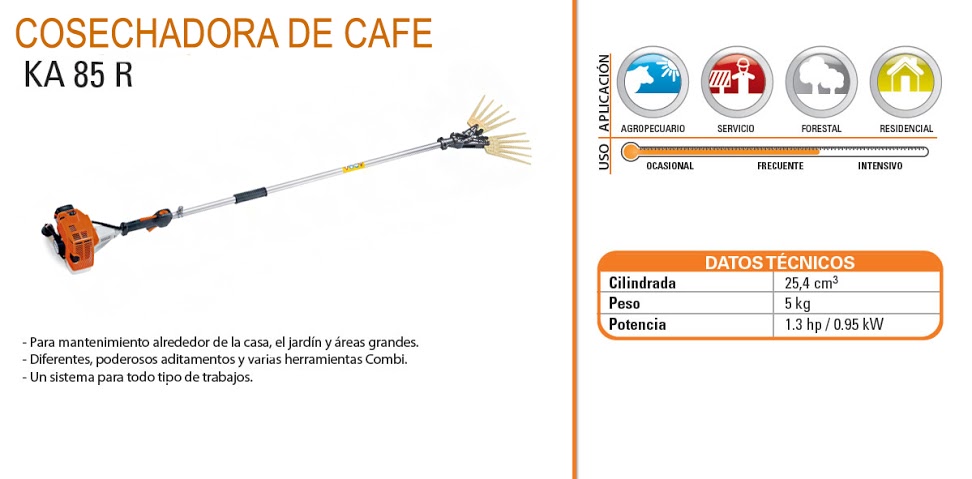 COSECHADORA DE CAFE
KA 85 R
- Para mantenimiento alrededor de la casa, el jardín y áreas grandes.
- Diferentes, poderosos aditamentos y varias herramientas Combi.
- Un sistema para todo tipo de trabajos.
APLICACIÓN
AGROPECUARIO SERVICIO FORESTAL RESIDENCIAL
USO
OCASIONAL FRECUENTE INTENSIVO
DATOS TÉCNICOS
Cilindrada 25,4 cm³
Peso 5 kg
Potencia 1.3 hp / 0.95 kW